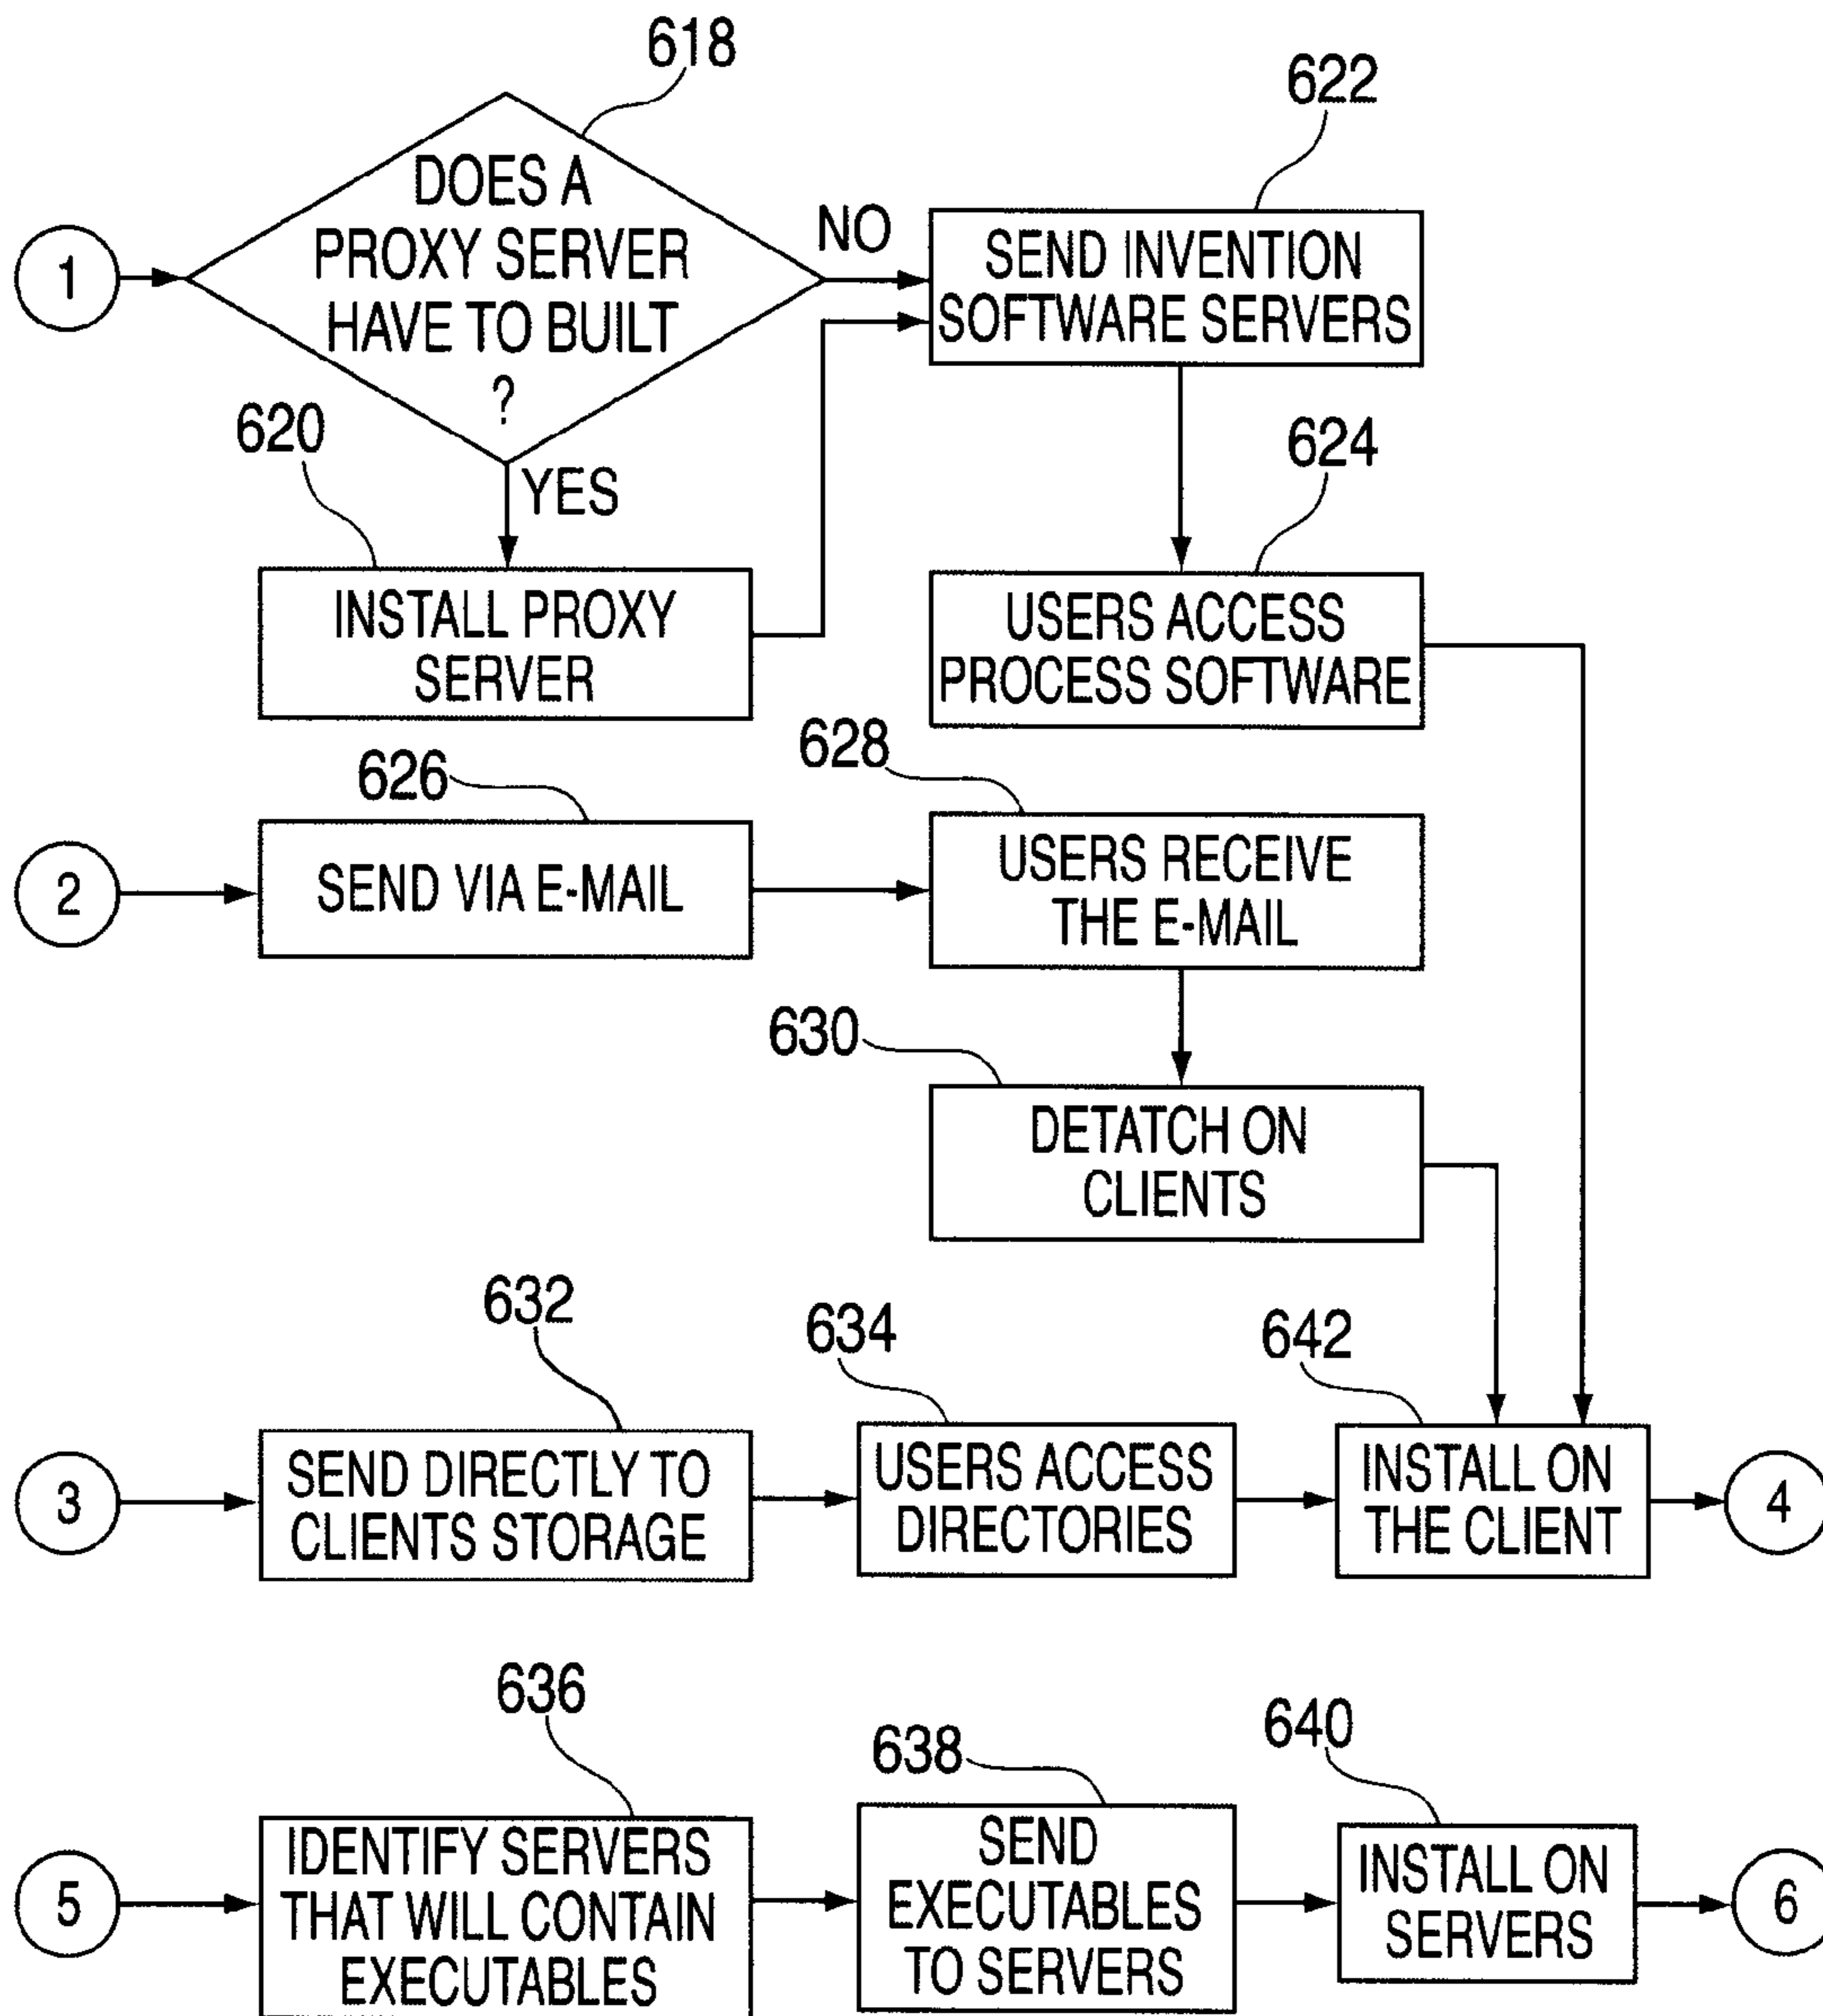 618
622
DOES A
PROXY SERVER
HAVE TO BUILT
?
1
NO
SEND INVENTION
SOFTWARE SERVERS
620
YES
624
INSTALL PROXY
SERVER
USERS ACCESS
PROCESS SOFTWARE
626
628
2
SEND VIA E-MAIL
USERS RECEIVE
THE E-MAIL
630
DETATCH ON
CLIENTS
632
634
642
3
SEND DIRECTLY TO
CLIENTS STORAGE
USERS ACCESS
DIRECTORIES
INSTALL ON
THE CLIENT
4
636
638
640
5
IDENTIFY SERVERS
THAT WILL CONTAIN
EXECUTABLES
SEND
EXECUTABLES
TO SERVERS
INSTALL ON
SERVERS
6